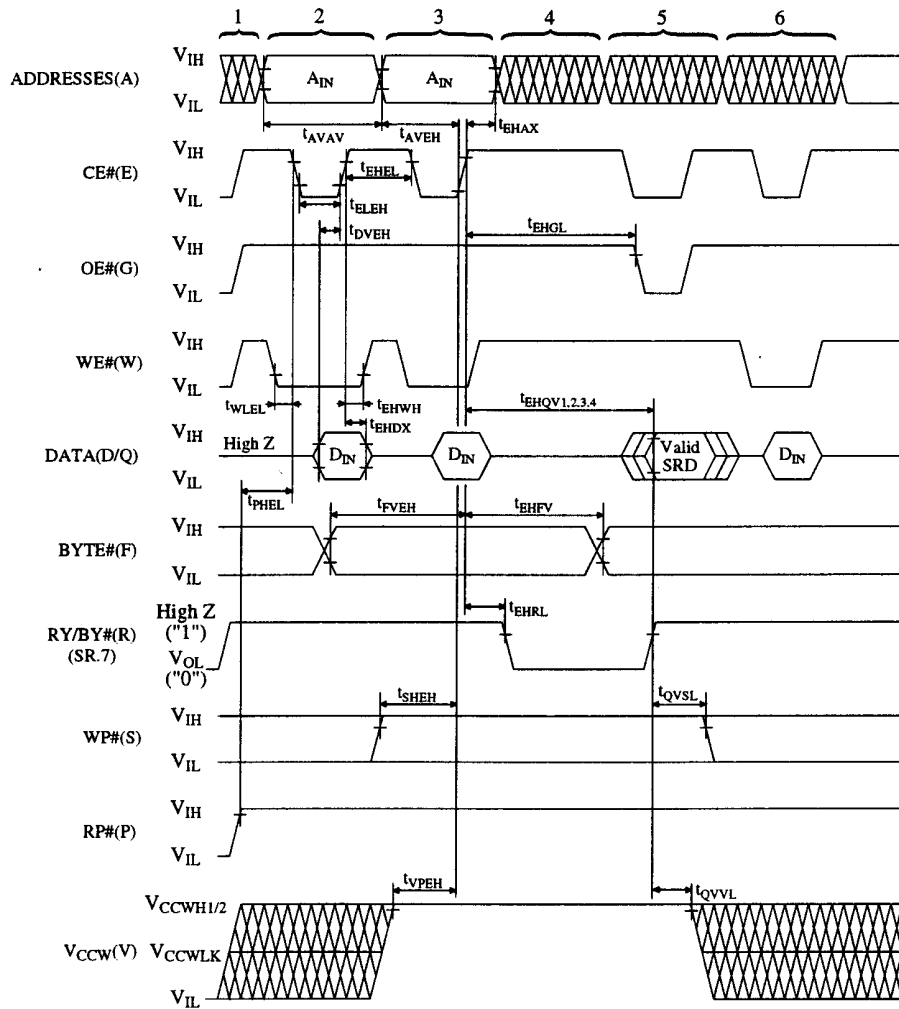 1 2 3 4 5 6
VIH
ADDRESSES(A) AIN AIN
VIL
tAVAV tAVEH tEHAX
VIH
CE#(E) tEHEL
VIL
tELEH
tDVEH tEHGL
VIH
OE#(G)
VIL
VIH
WE#(W)
VIL
tWLEL tEHWH tEHQV1,2,3,4
tEHDX
VIH
High Z
DATA(D/Q) DIN DIN Valid SRD DIN
VIL
tPHEL tFVEH tEHFV
VIH
BYTE#(F)
VIL
tEHRL
High Z
("1")
RY/BY#(R)
(SR.7)
VOL
("0")
tSHEH tQVSL
VIH
WP#(S)
VIL
VIH
RP#(P)
VIL
tVPEH tQVVL
VCCWH1/2
VCCW(V) VCCWLK
VIL